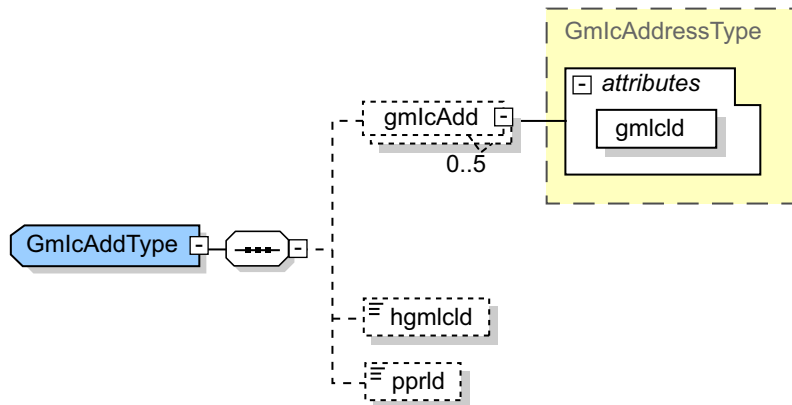 GmlcAddressType
attributes
gmlcAdd
gmlcId
0..5
GmlcAddType
hgmlcId
pprId